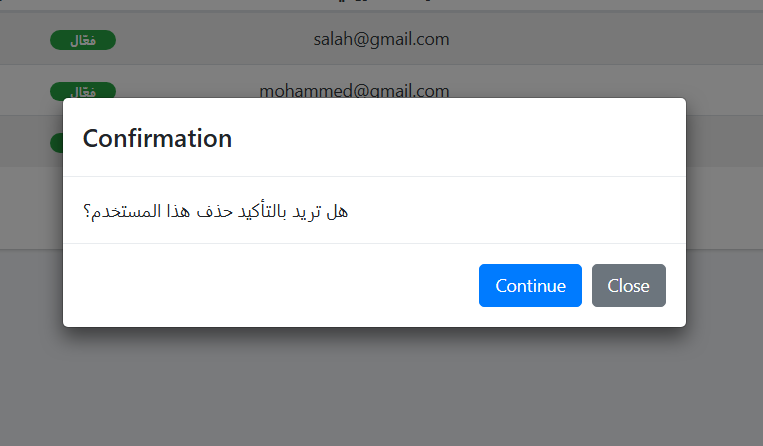 salah@gmail.com فعّال
mohammed@gmail.com فعّال
Confirmation
هل تريد بالتأكيد حذف هذا المستخدم؟
Continue Close